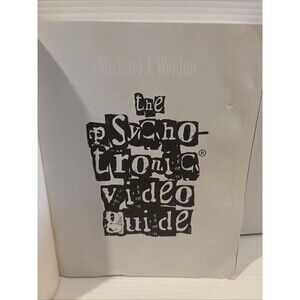 Michael J. Weldon
the
psycho-
tronic®
video
guide